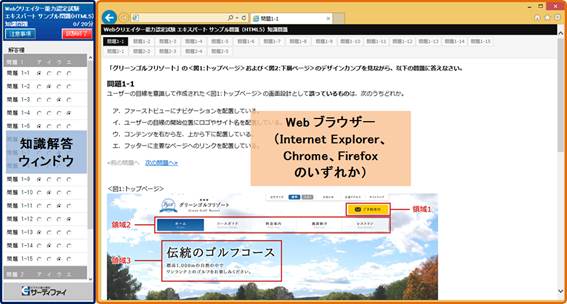 Webクリエイター能力認定試験
エキスパート サンプル問題(HTML5)
知識問題
0/ 20分
注意事項
試験終了
解答欄
問題 1 ア イ ウ エ
問題 1-1
問題 1-2
問題 1-3
問題 1-4
問題 1-5
知識解答
ウィンドウ
問題 1-9
問題 1-10
問題 1-11
問題 1-12
問題 1-13
問題 1-14
問題 1-15
問題 2 ア イ ウ エ
サーティファイ
問題1-1
Webクリエイター能力認定試験 エキスパート サンプル問題(HTML5) 知識問題
問題1-1 問題1-2 問題1-3 問題1-4 問題1-5 問題1-6 問題1-7 問題1-8 問題1-9 問題1-10 問題1-11 問題1-12 問題1-13
問題1-14 問題1-15 問題2-1 問題2-2 問題2-3 問題2-4
問題2-5
「グリーンゴルフリゾート」の<図1:トップページ>および<図2:下層ページ>のデザインカンプを見ながら、以下の問題に答えなさい。
問題1-1
ユーザーの目線を意識して作成された<図1:トップページ>の画面設計として誤っているものは、次のうちどれか。
ア. ファーストビューにナビゲーションを配置している。
イ. ユーザーの目線の開始位置にロゴやサイト名を配置している。
ウ. コンテンツを右から左、上から下に配置している。
エ. フッターに主要なページへのリンクを配置している。
Web ブラウザー
(Internet Explorer、
Chrome、Firefox
のいずれか)
<前の問題へ 次の問題へ>
<図1:トップページ>
グリーンゴルフリゾート
Green Golf Resort
ご予約受付
領域1
領域2
ホーム コースガイド 料金案内 施設紹介 レストラン
領域3
伝統のゴルフコース
標高1,000mの自然の中で
ワンランク上のゴルフをお楽しみください。